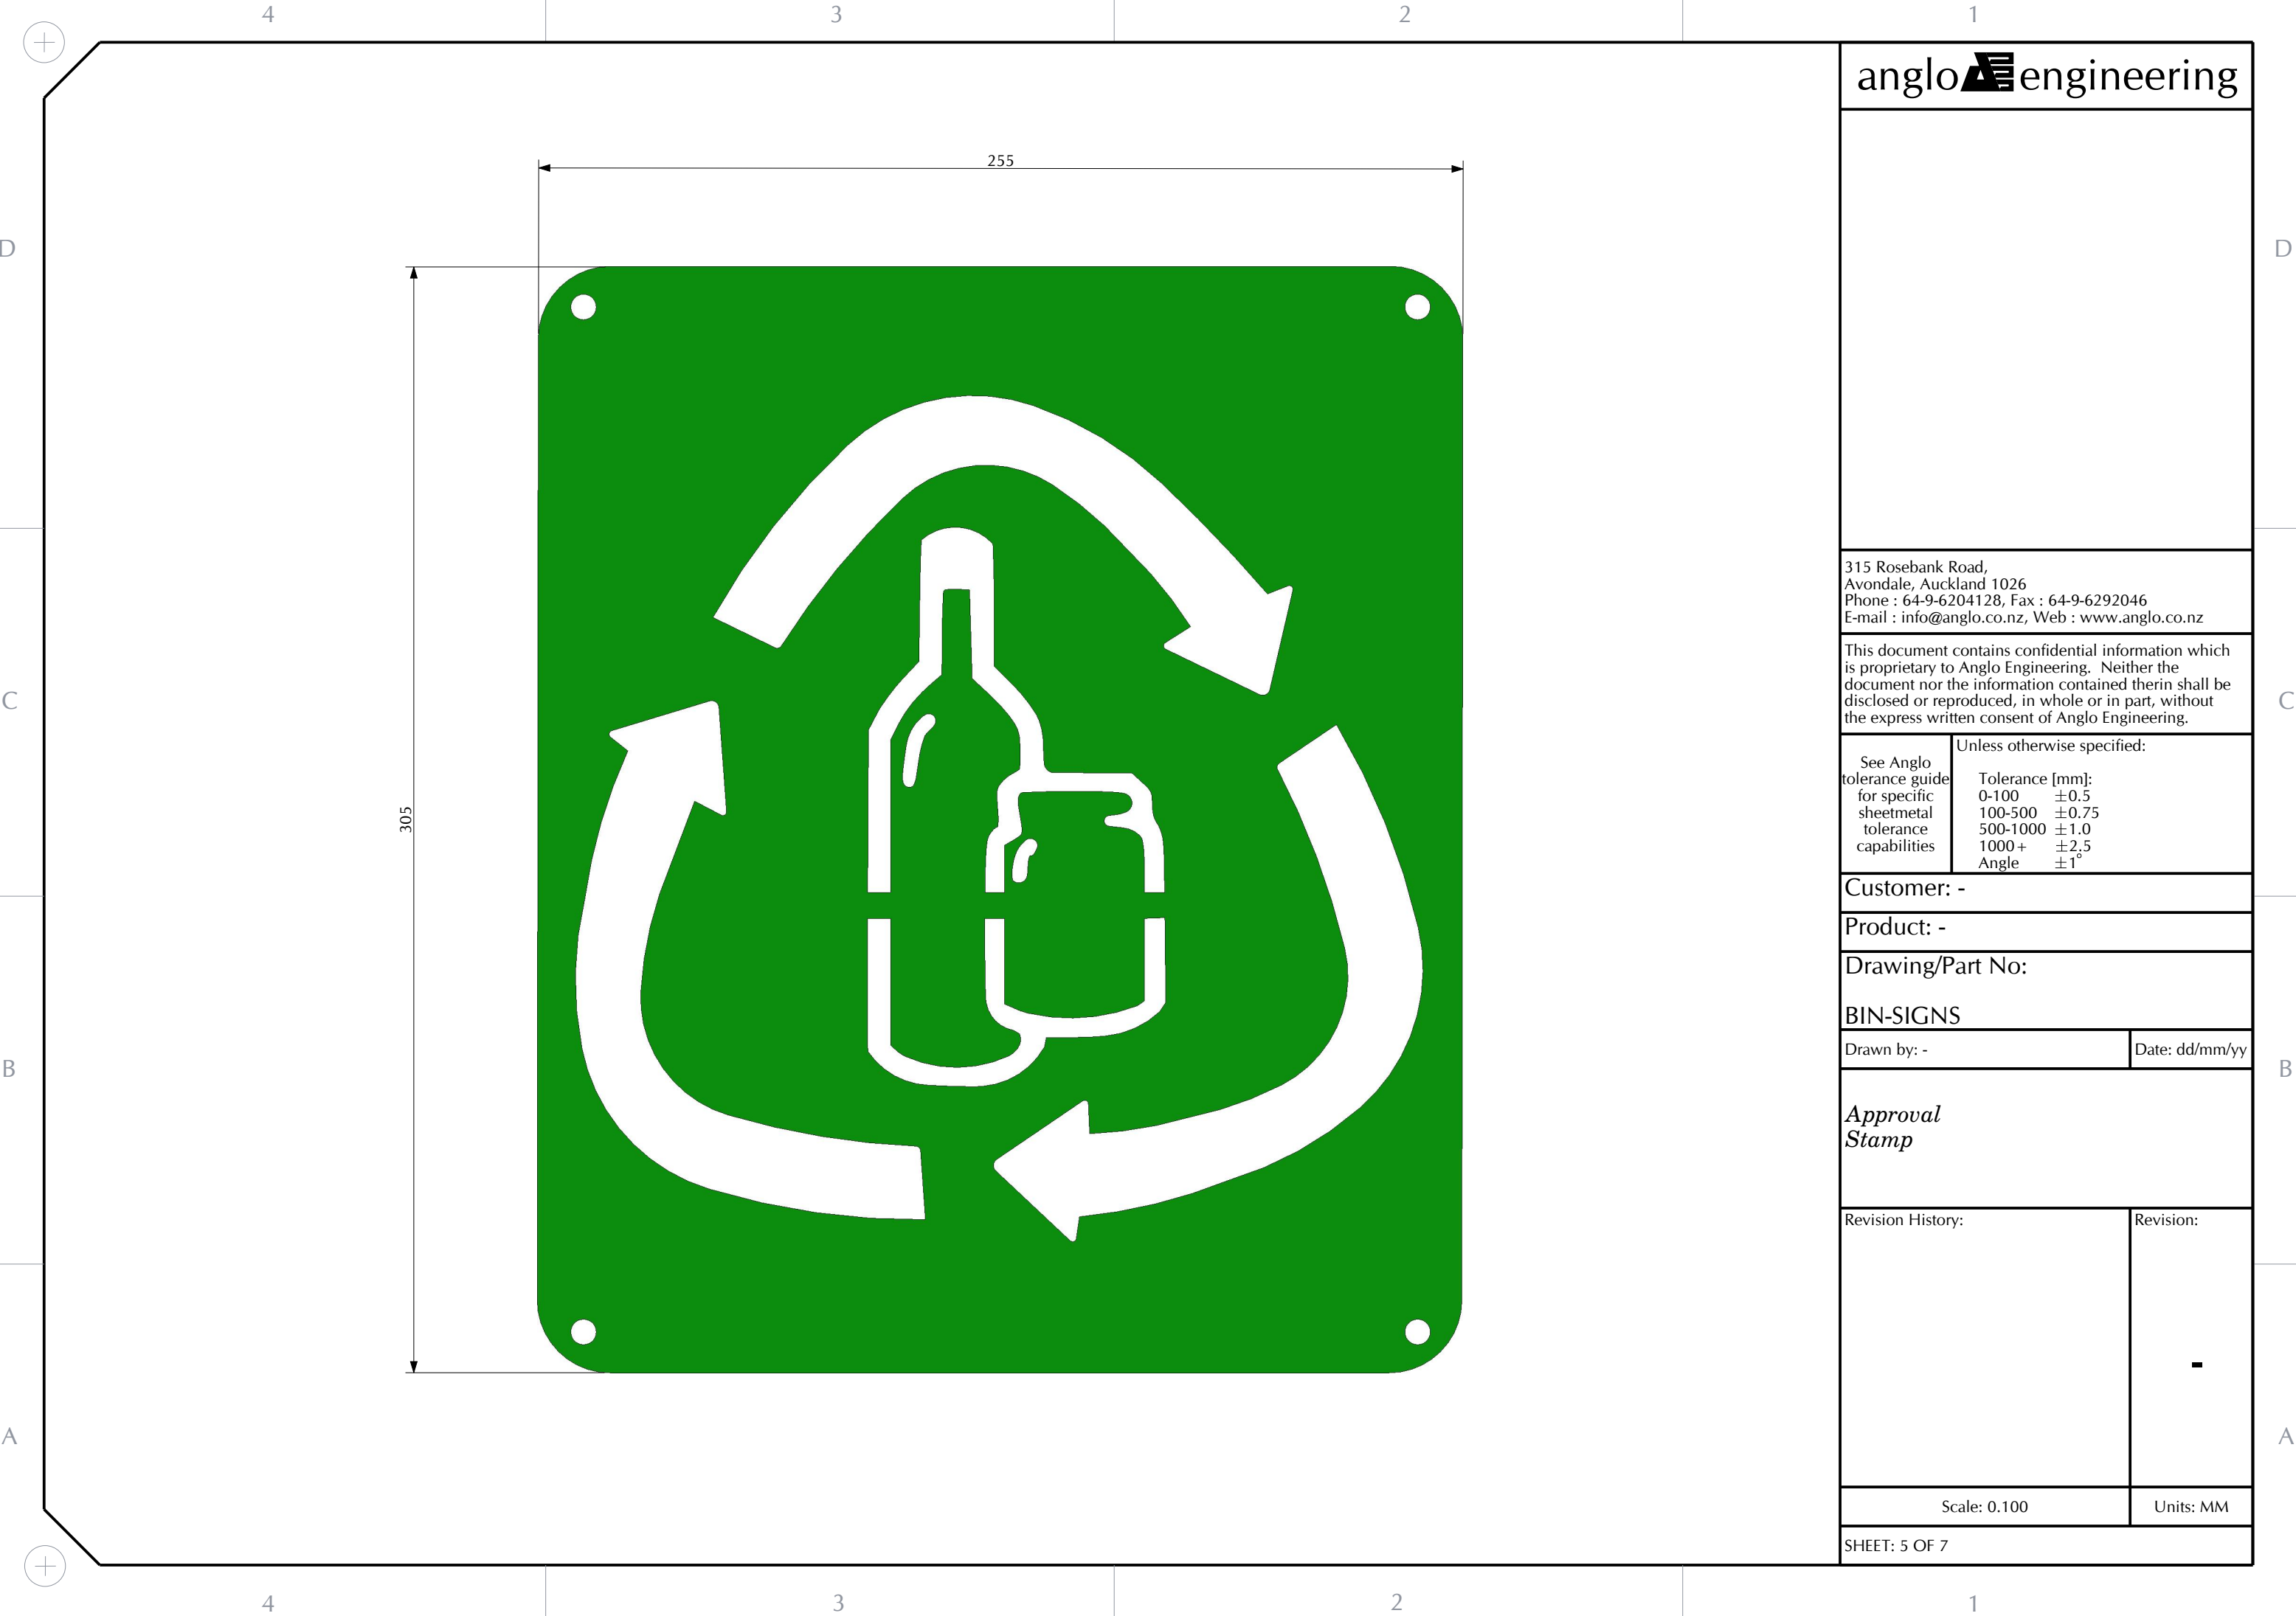 4 3 2 1
anglo engineering
255
D D
305
315 Rosebank Road,
Avondale, Auckland 1026
Phone : 64-9-6204128, Fax : 64-9-6292046
E-mail : info@anglo.co.nz, Web : www.anglo.co.nz
This document contains confidential information which
is proprietary to Anglo Engineering.  Neither the
document nor the information contained therin shall be
disclosed or reproduced, in whole or in part, without
the express written consent of Anglo Engineering.
C C
See Anglo
tolerance guide
for specific
sheetmetal
tolerance
capabilities
Unless otherwise specified:
Tolerance [mm]:
0-100 ±0.5
100-500 ±0.75
500-1000 ±1.0
1000+ ±2.5
Angle ±1°
Customer: -
Product: -
Drawing/Part No:
BIN-SIGNS
Drawn by: - Date: dd/mm/yy
B B
Approval
Stamp
Revision History: Revision:
-
A A
Scale: 0.100 Units: MM
SHEET: 5 OF 7
4 3 2 1